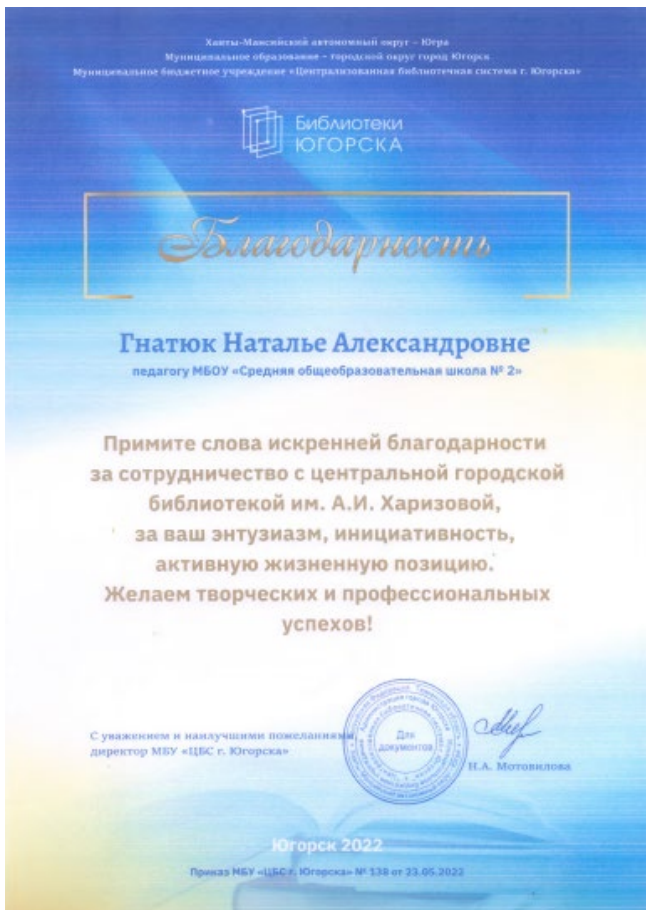 Ханты-Мансийский автономный округ – Югра
Муниципальное образование – городской округ город Югорск
Муниципальное бюджетное учреждение «Централизованная библиотечная система г. Югорска»
Библиотеки
ЮГОРСКА
Благодарность
Гнатюк Наталье Александровне
педагогу МБОУ «Средняя общеобразовательная школа № 2»
Примите слова искренней благодарности
за сотрудничество с центральной городской
библиотекой им. А.И. Харизовой,
за ваш энтузиазм, инициативность,
активную жизненную позицию.
Желаем творческих и профессиональных
успехов!
С уважением и наилучшими пожеланиями
директор МБУ «ЦБС г. Югорска»
Для
документов
Н.А. Мотовилова
Югорск 2022
Приказ МБУ «ЦБС г. Югорска» № 138 от 23.05.2022